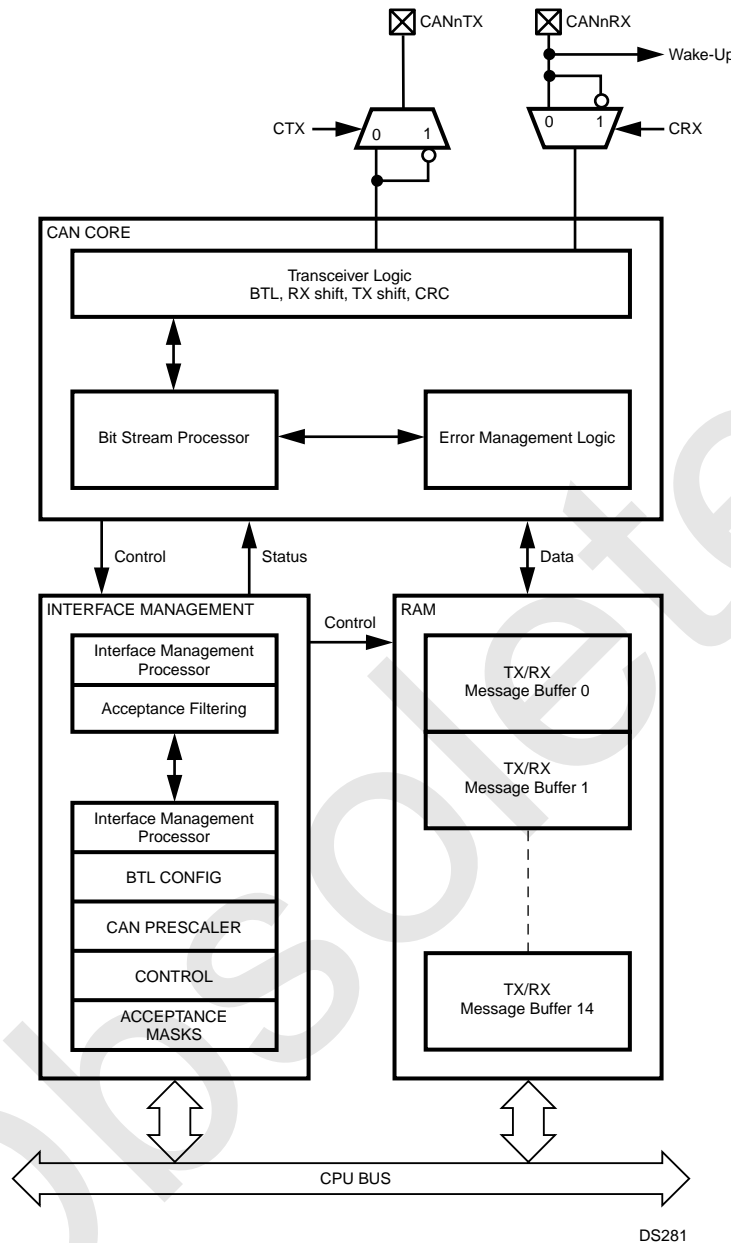 CANnTX
CANnRX
Wake-Up
CTX
0 1
0 1
CRX
CAN CORE
Transceiver Logic
BTL, RX shift, TX shift, CRC
Bit Stream Processor
Error Management Logic
Control
Status
Data
INTERFACE MANAGEMENT
Control
RAM
Interface Management
Processor
Acceptance Filtering
TX/RX
Message Buffer 0
TX/RX
Message Buffer 1
Interface Management
Processor
BTL CONFIG
CAN PRESCALER
CONTROL
ACCEPTANCE
MASKS
TX/RX
Message Buffer 14
CPU BUS
DS281
Obsolete